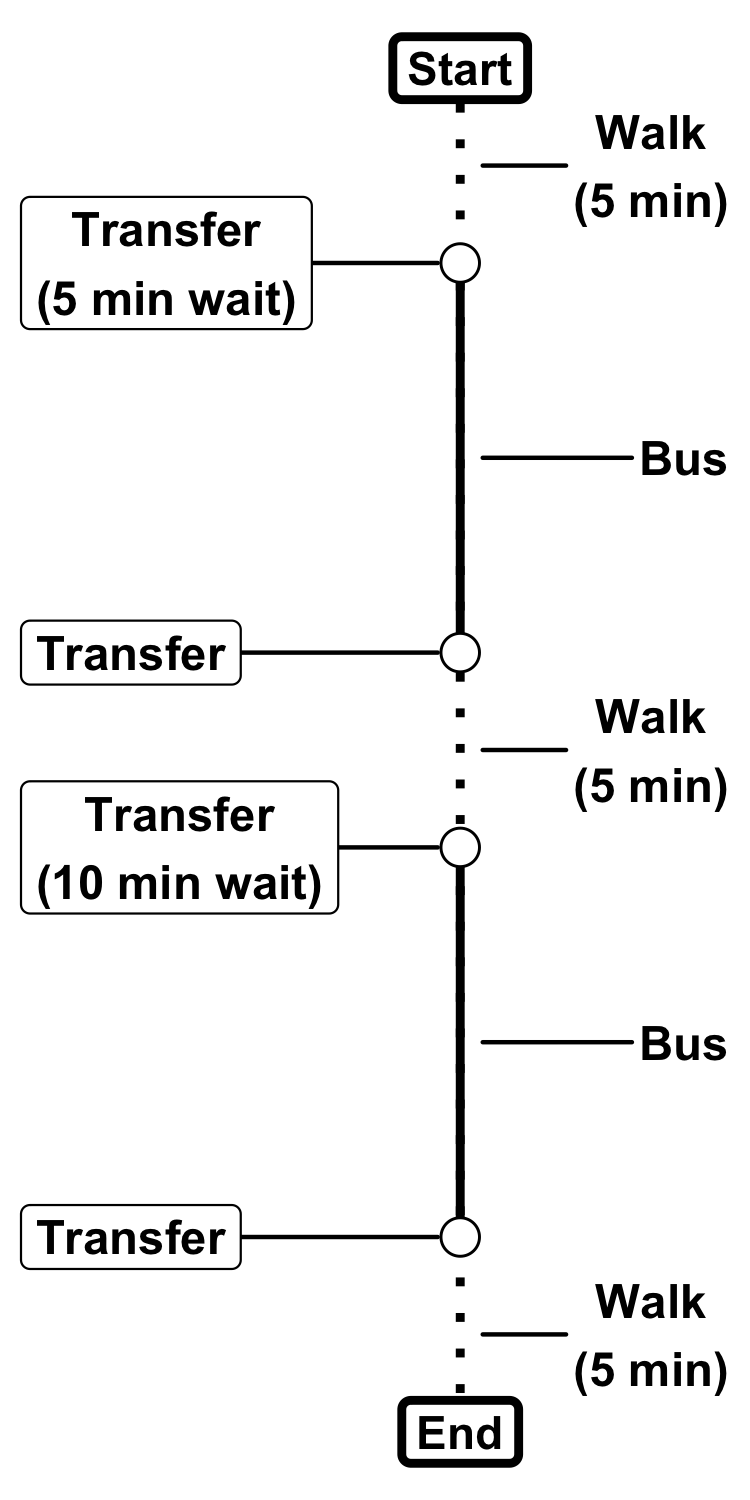 Start
Walk
(5 min)
Transfer
(5 min wait)
Bus
Transfer
Walk
(5 min)
Transfer
(10 min wait)
Bus
Transfer
Walk
(5 min)
End